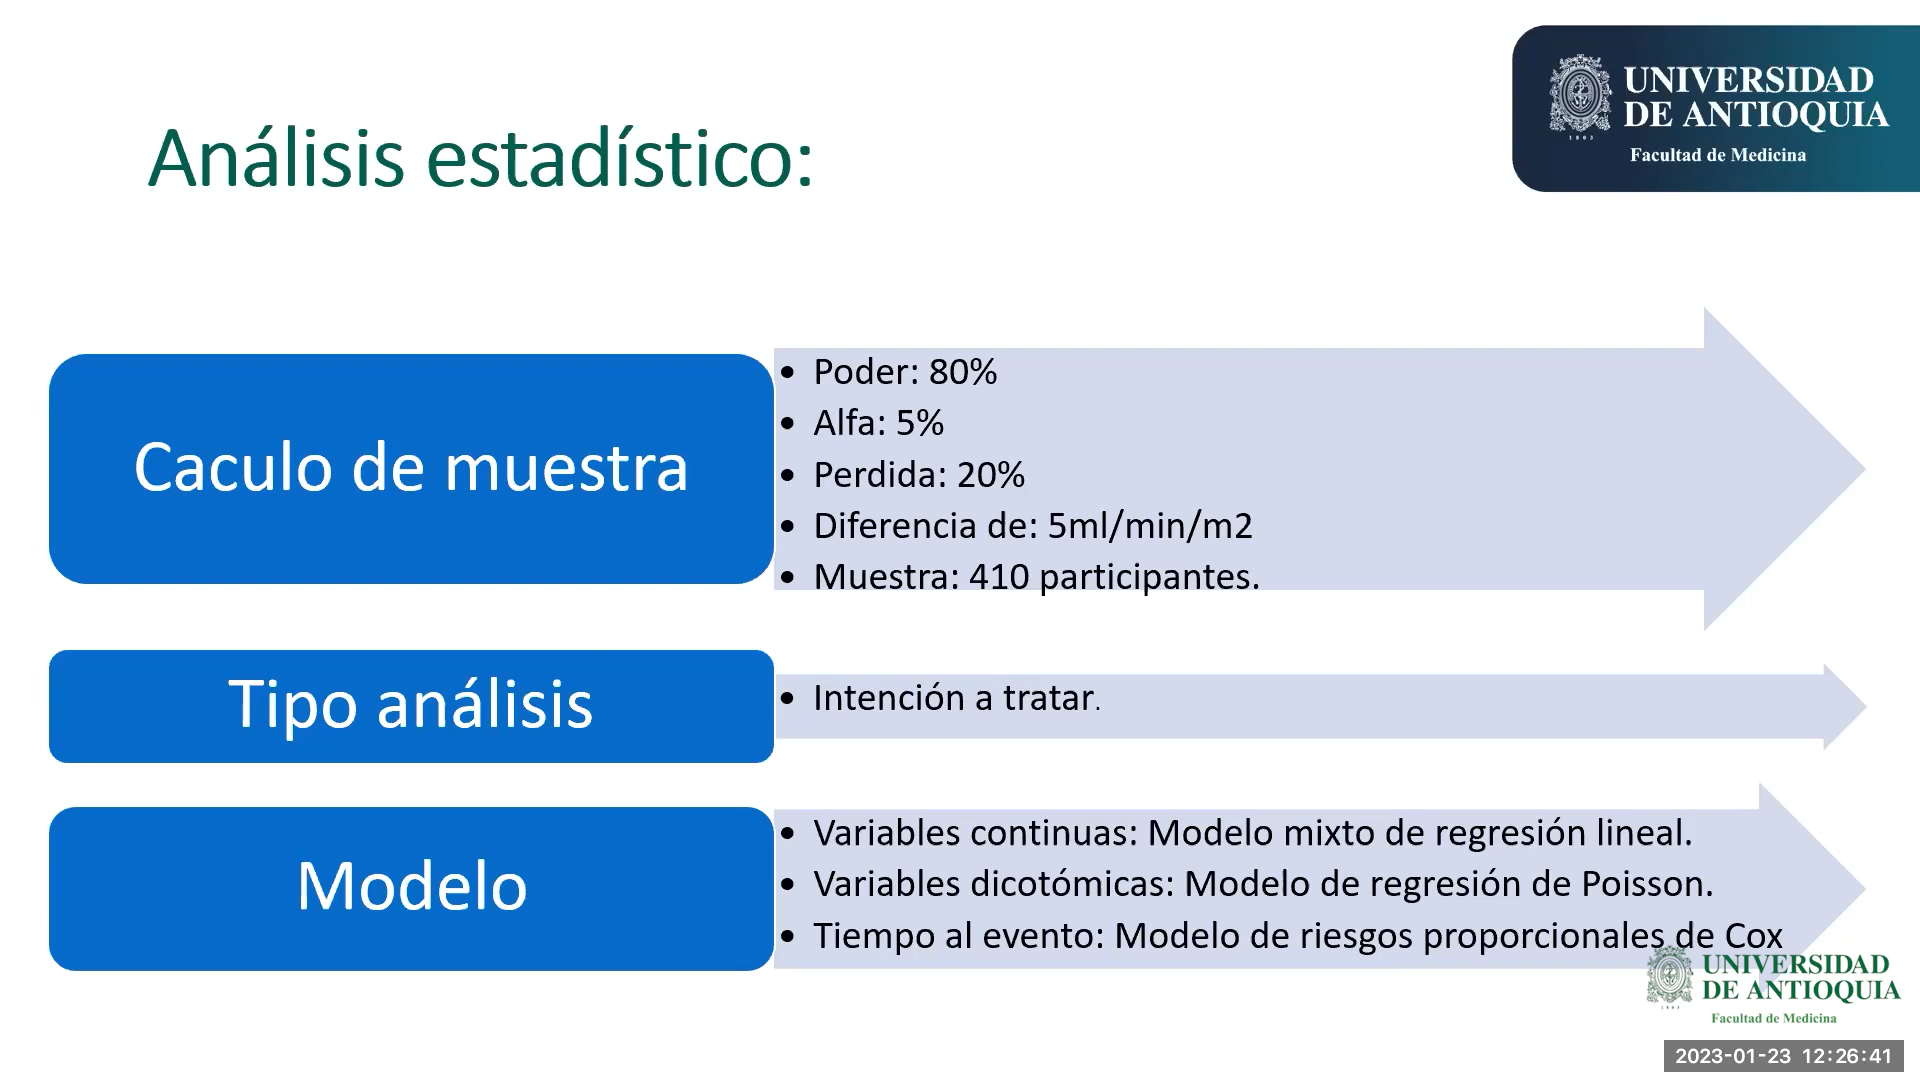 UNIVERSIDAD
DE ANTIOQUIA
1803
Facultad de Medicina
Análisis estadístico:
Caculo de muestra
• Poder: 80%
• Alfa: 5%
• Perdida: 20%
• Diferencia de: 5ml/min/m2
• Muestra: 410 participantes.
Tipo análisis
• Intención a tratar.
Modelo
• Variables continuas: Modelo mixto de regresión lineal.
• Variables dicotómicas: Modelo de regresión de Poisson.
• Tiempo al evento: Modelo de riesgos proporcionales de Cox
UNIVERSIDAD
DE ANTIOQUIA
1803
Facultad de Medicina
2023-01-23 12:26:41